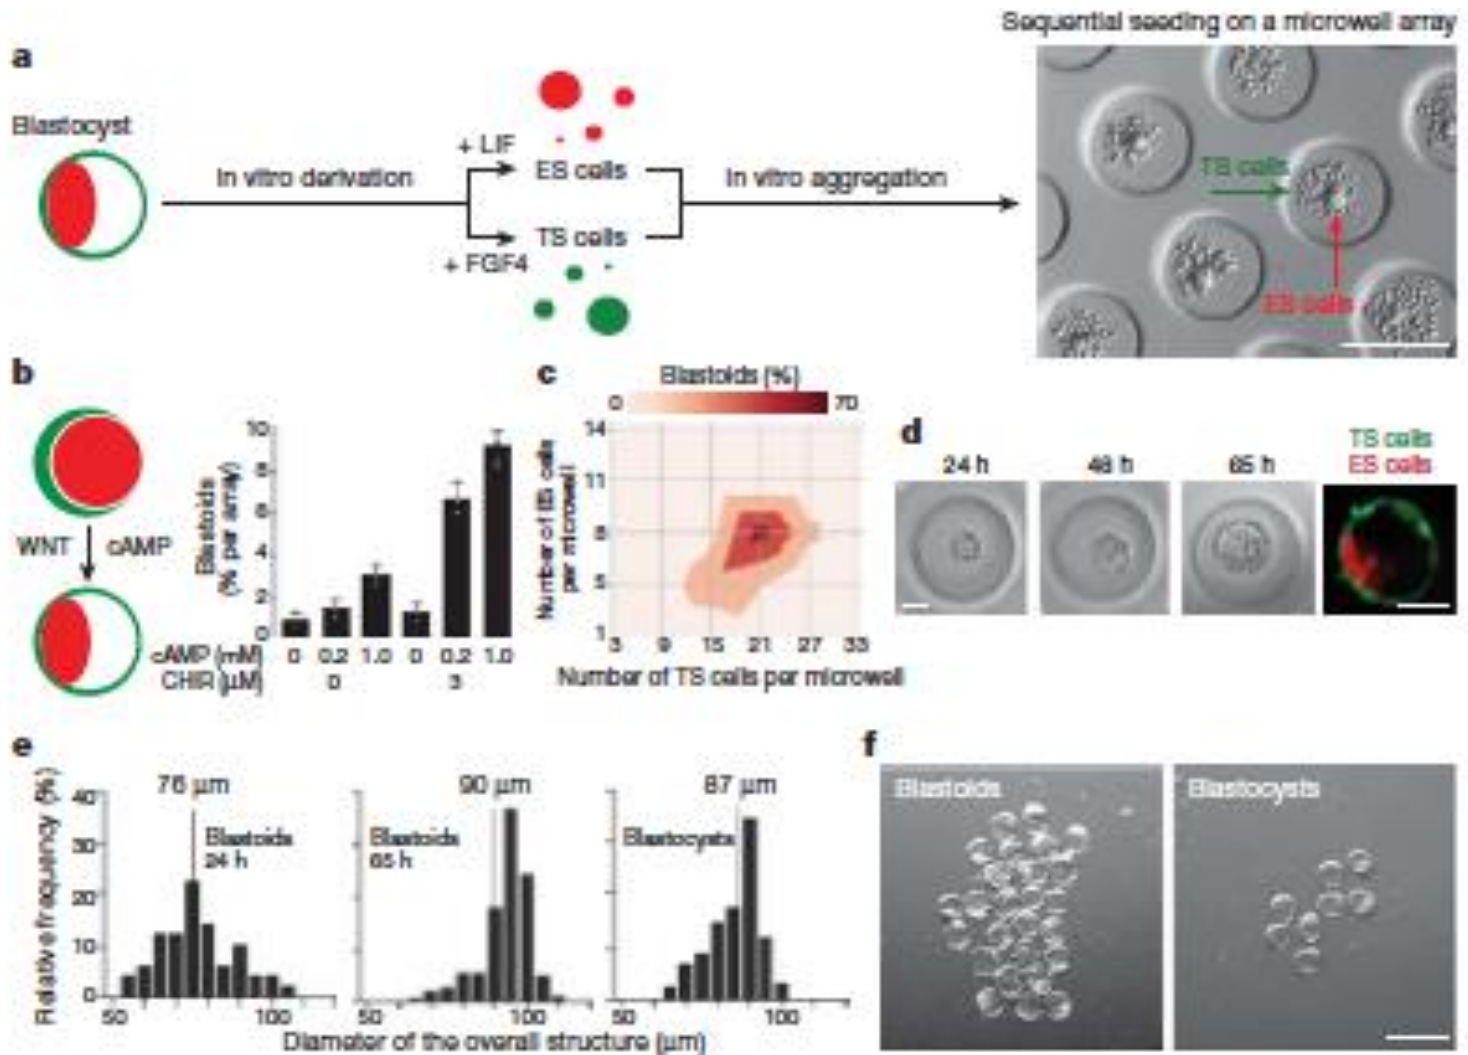 Sequential seeding on a microwell array
a
Blastocyst
In vitro derivation
+ LIF
ES cells
TS cells
+ FGF4
In vitro aggregation
TS cells
ES cells
b
WNT
cAMP
Blastoids
(% per array)
10
8
6
4
2
0
cAMP (mM) 0 0.2 1.0 0 0.2 1.0
CHIR (μM) 0 3
c
Blastoids (%)
0 70
Number of ES cells
per microwell
14
11
8
5
1
3 9 15 21 27 33
Number of TS cells per microwell
d
24 h
48 h
65 h
TS cells
ES cells
e
Relative frequency (%)
40
30
20
10
0
76 μm
Blastoids
24 h
90 μm
Blastoids
65 h
87 μm
Blastocysts
50 100 50 100 50 100
Diameter of the overall structure (μm)
f
Blastoids
Blastocysts